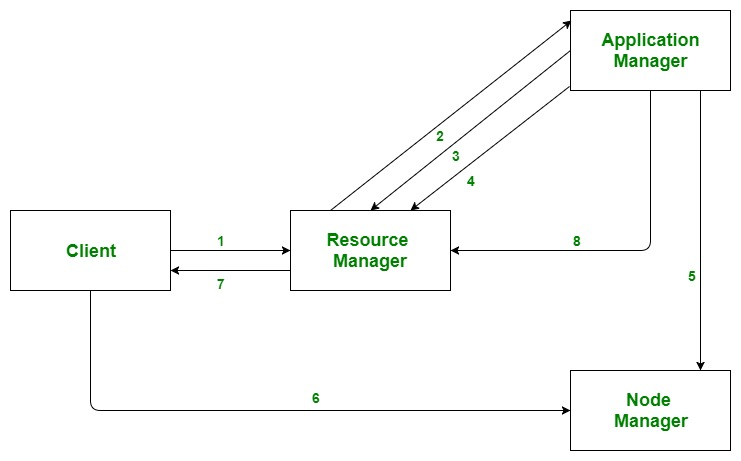 Application
Manager
2
3
4
Client
1
7
Resource
Manager
8
5
6
Node
Manager